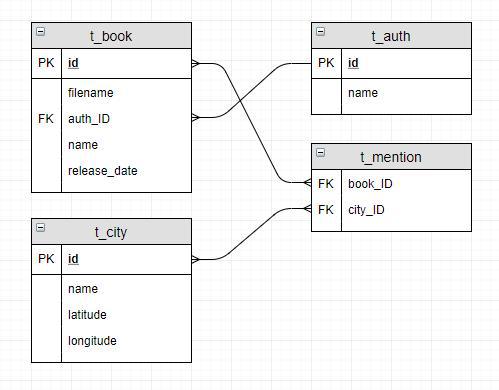 t_book
PK id
filename
FK auth_ID
name
release_date
t_auth
PK id
name
t_mention
FK book_ID
FK city_ID
t_city
PK id
name
latitude
longitude